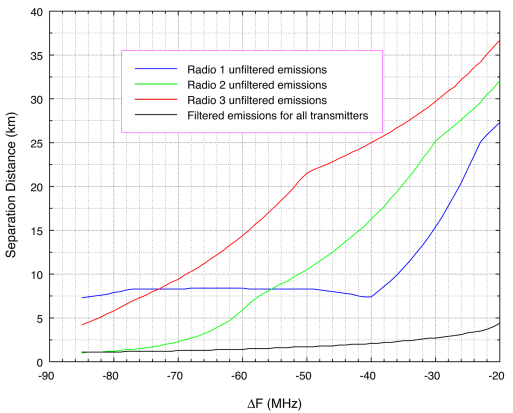 40
35
30
25
20
15
10
5
0
Separation Distance (km)
Radio 1 unfiltered emissions
Radio 2 unfiltered emissions
Radio 3 unfiltered emissions
Filtered emissions for all transmitters
-90 -80 -70 -60 -50 -40 -30 -20
ΔF (MHz)